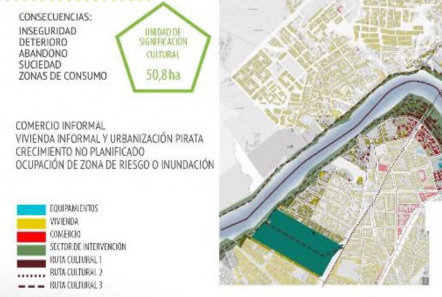 CONSECUENCIAS:
INSEGURIDAD
DETERIORO
ABANDONO
SUCIEDAD
ZONAS DE CONSUMO
UNIDAD DE
SIGNIFICACIÓN
CULTURAL
50,8 ha
COMERCIO INFORMAL
VIVIENDA INFORMAL Y URBANIZACIÓN PIRATA
CRECIMIENTO NO PLANIFICADO
OCUPACIÓN DE ZONA DE RIESGO O INUNDACIÓN
EQUIPAMIENTOS
VIVIENDA
COMERCIO
SECTOR DE INTERVENCIÓN
RUTA CULTURAL 1
RUTA CULTURAL 2
RUTA CULTURAL 3